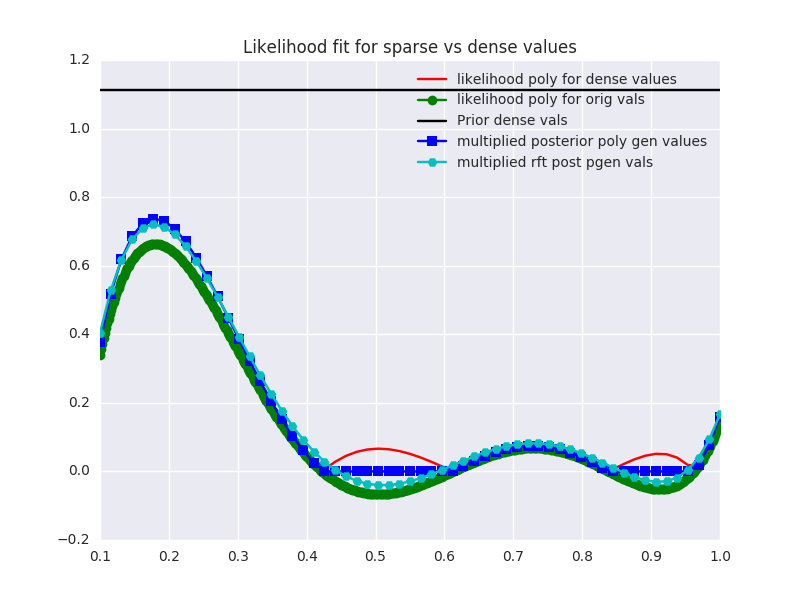 Likelihood fit for sparse vs dense values
1.2
1.0
0.8
0.6
0.4
0.2
0.0
−0.2
likelihood poly for dense values
likelihood poly for orig vals
Prior dense vals
multiplied posterior poly gen values
multiplied rft post pgen vals
0.1 0.2 0.3 0.4 0.5 0.6 0.7 0.8 0.9 1.0